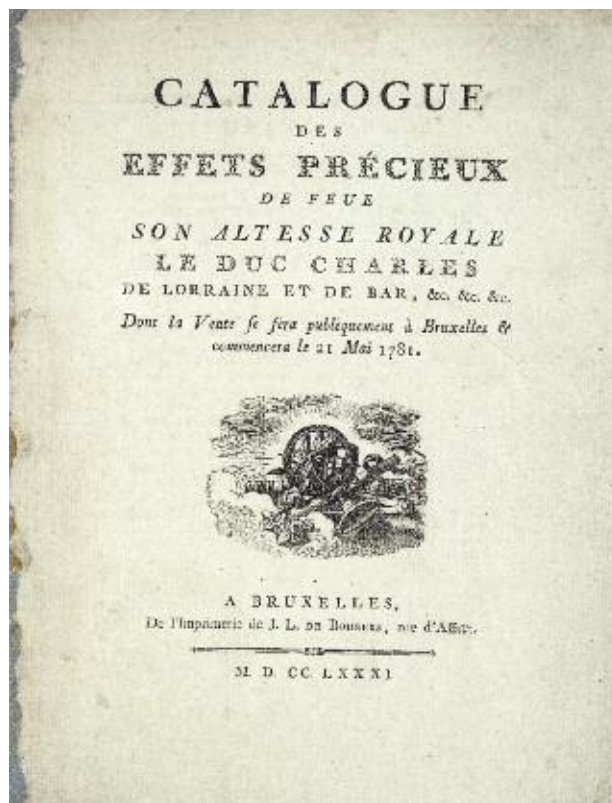 CATALOGUE
DES
EFFETS PRÉCIEUX
DE FEUE
SON ALTESSE ROYALE
LE DUC CHARLES
DE LORRAINE ET DE BAR, &c. &c. &c.
Dont la Vente se fera publiquement à Bruxelles &
commencera le 21 Mai 1781.
A BRUXELLES,
De l'Imprimerie de J. L. DE BOUBERS, rue d'Assaut.
M. D. CC. LXXXI